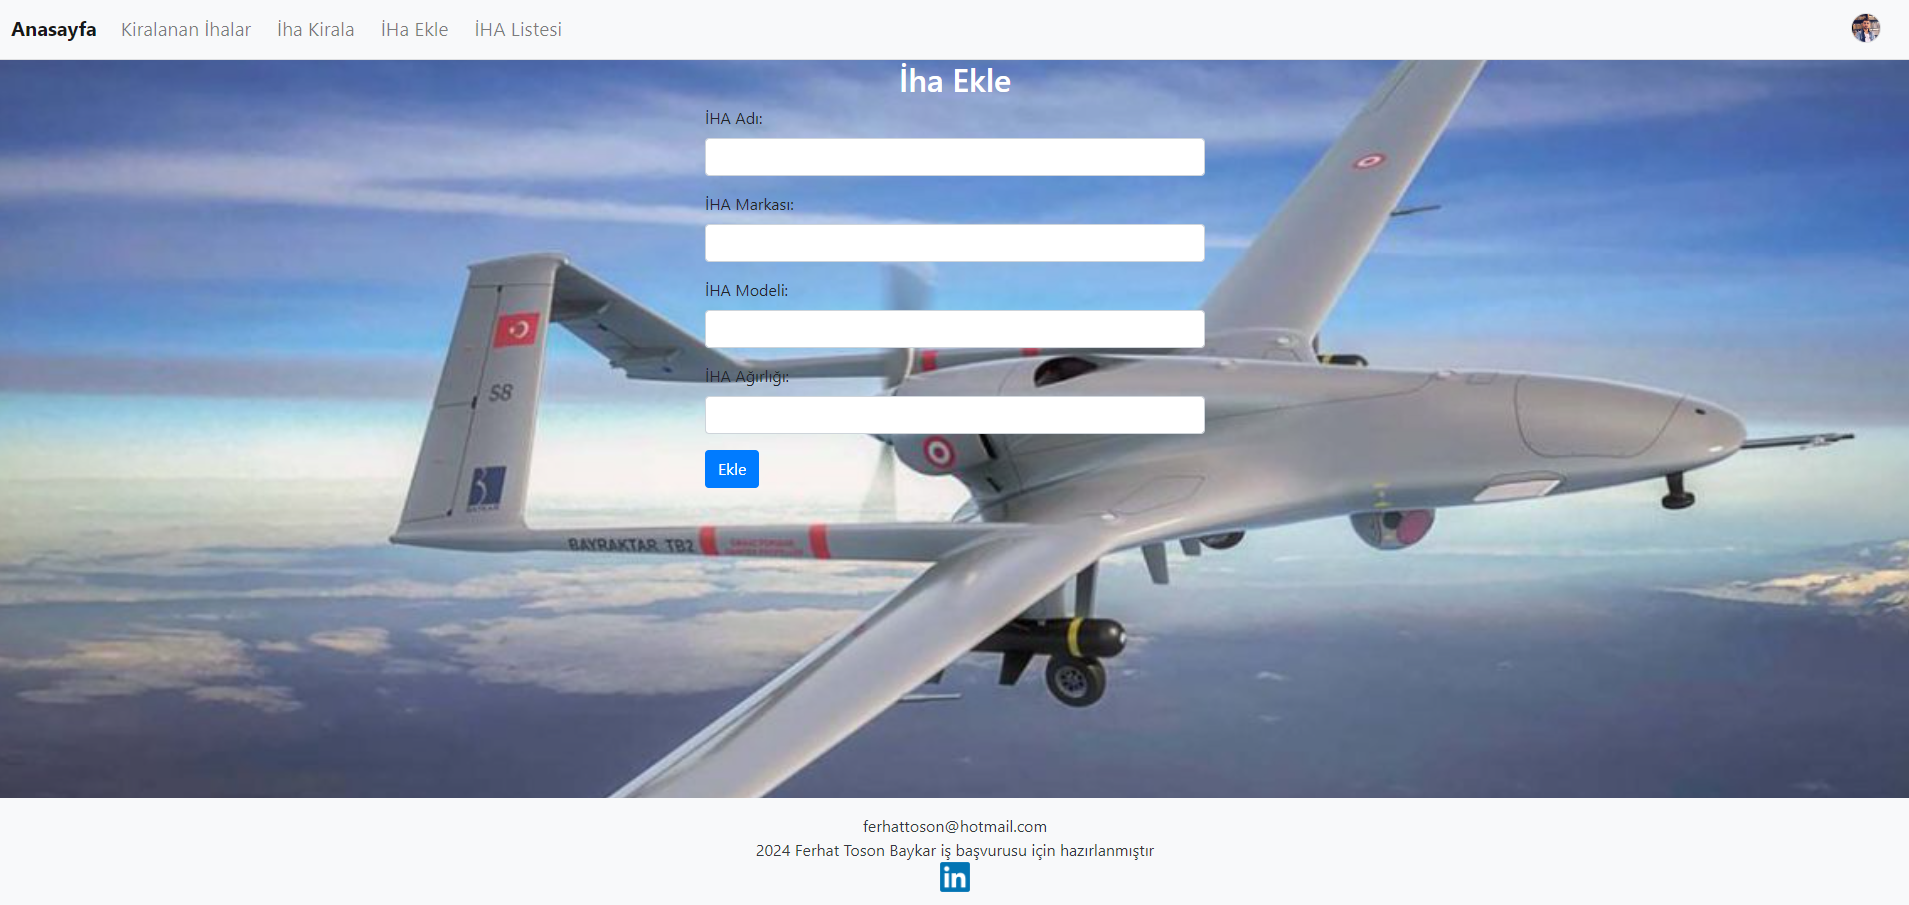 Anasayfa Kiralanan İhalar İha Kirala İHa Ekle İHA Listesi
İha Ekle
İHA Adı:
İHA Markası:
İHA Modeli:
İHA Ağırlığı:
Ekle
S8
BAYKAR
BAYRAKTAR TB2
ferhattoson@hotmail.com
2024 Ferhat Toson Baykar iş başvurusu için hazırlanmıştır
in